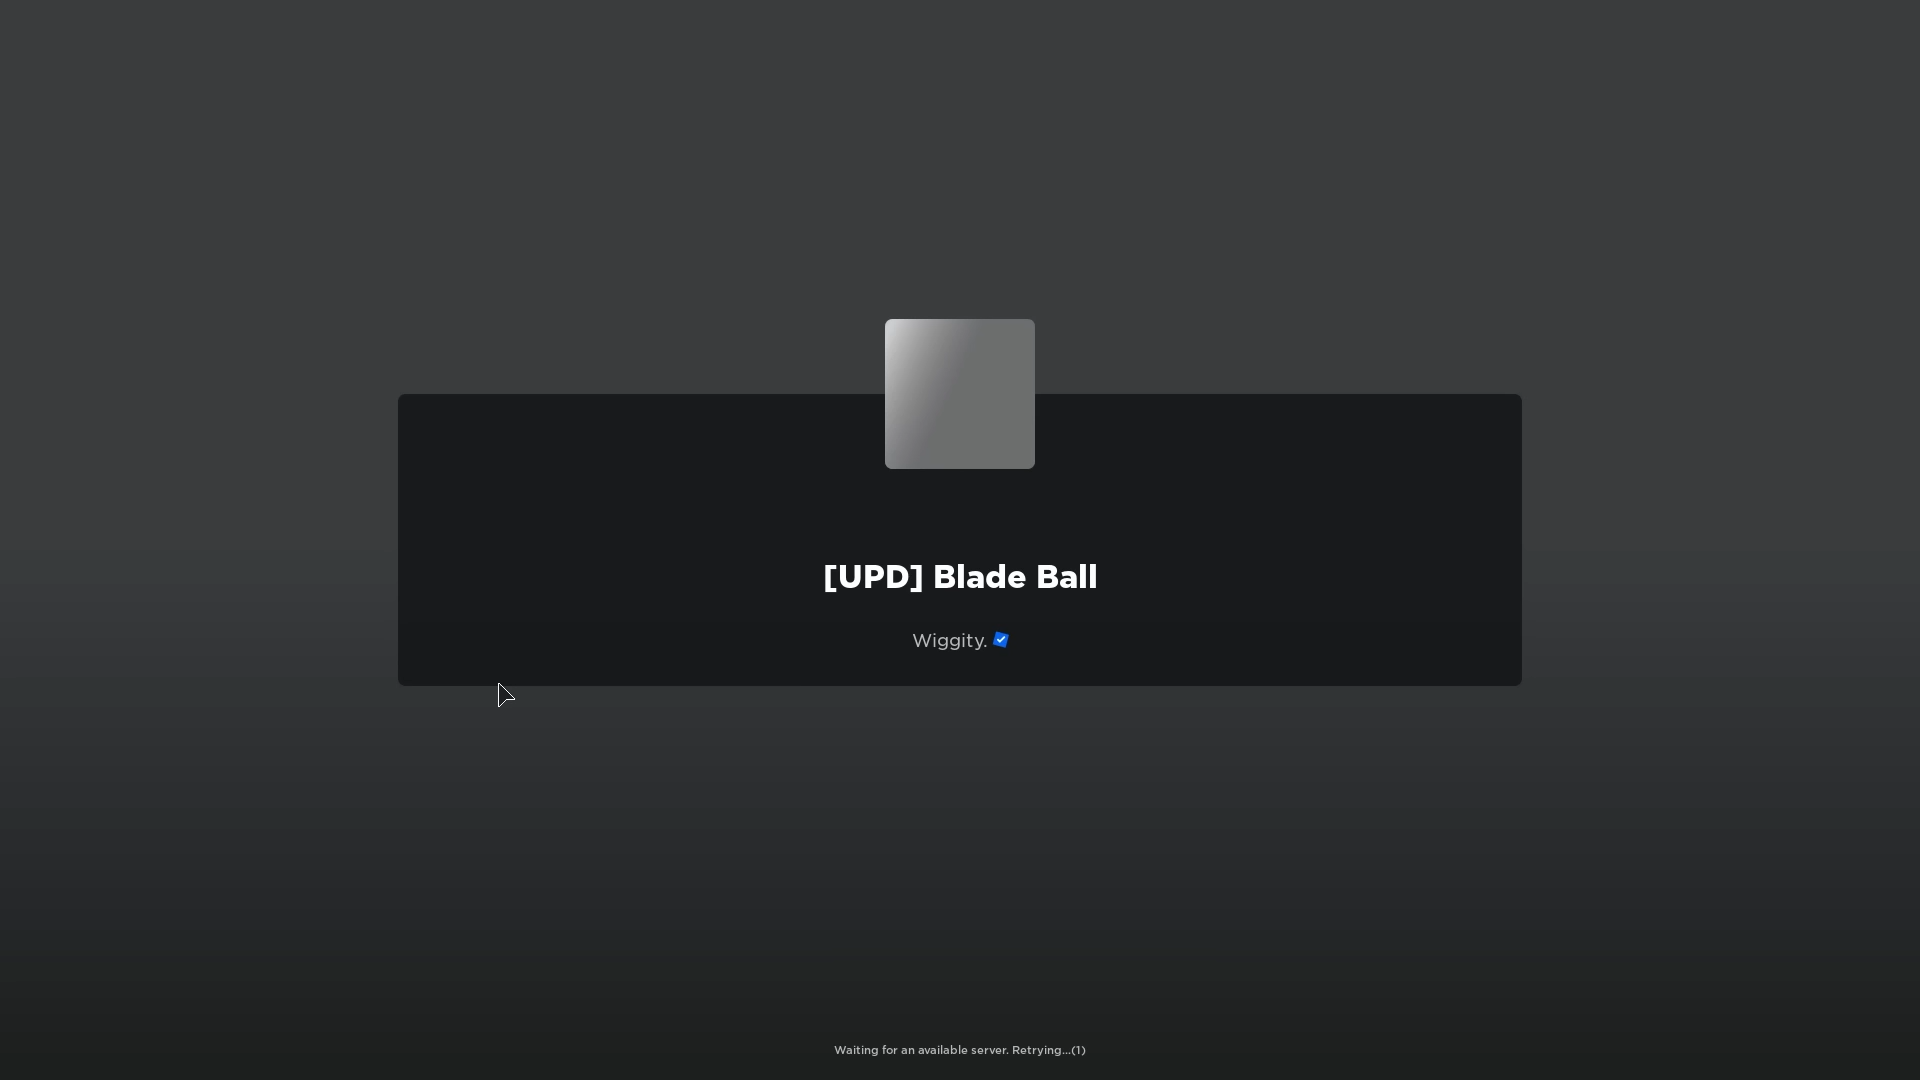 [UPD] Blade Ball
Wiggity.
Waiting for an available server. Retrying...(1)